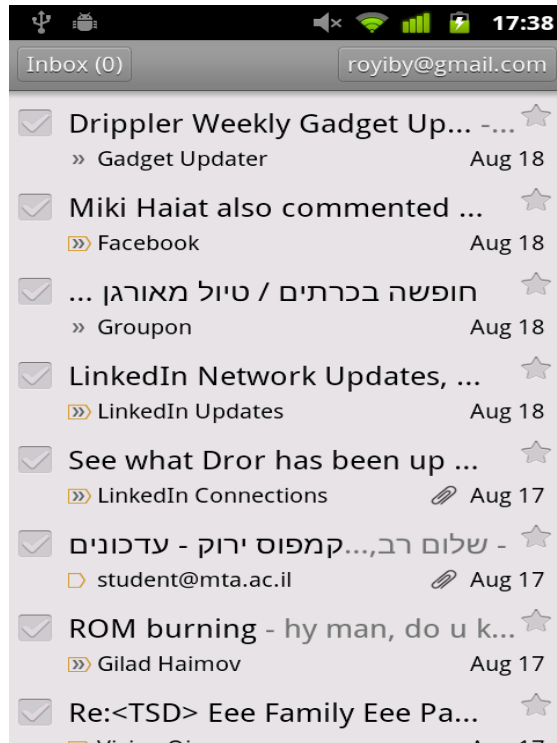 17:38
Inbox (0) royiby@gmail.com
Drippler Weekly Gadget Up... -...
» Gadget Updater Aug 18
Miki Haiat also commented ...
» Facebook Aug 18
חופשה בכרתים / טיול מאורגן ...
» Groupon Aug 18
LinkedIn Network Updates, ...
» LinkedIn Updates Aug 18
See what Dror has been up ...
» LinkedIn Connections Aug 17
קמפוס ירוק - עדכונים - שלום רב,...
student@mta.ac.il Aug 17
ROM burning - hy man, do u k...
» Gilad Haimov Aug 17
Re:<TSD> Eee Family Eee Pa...